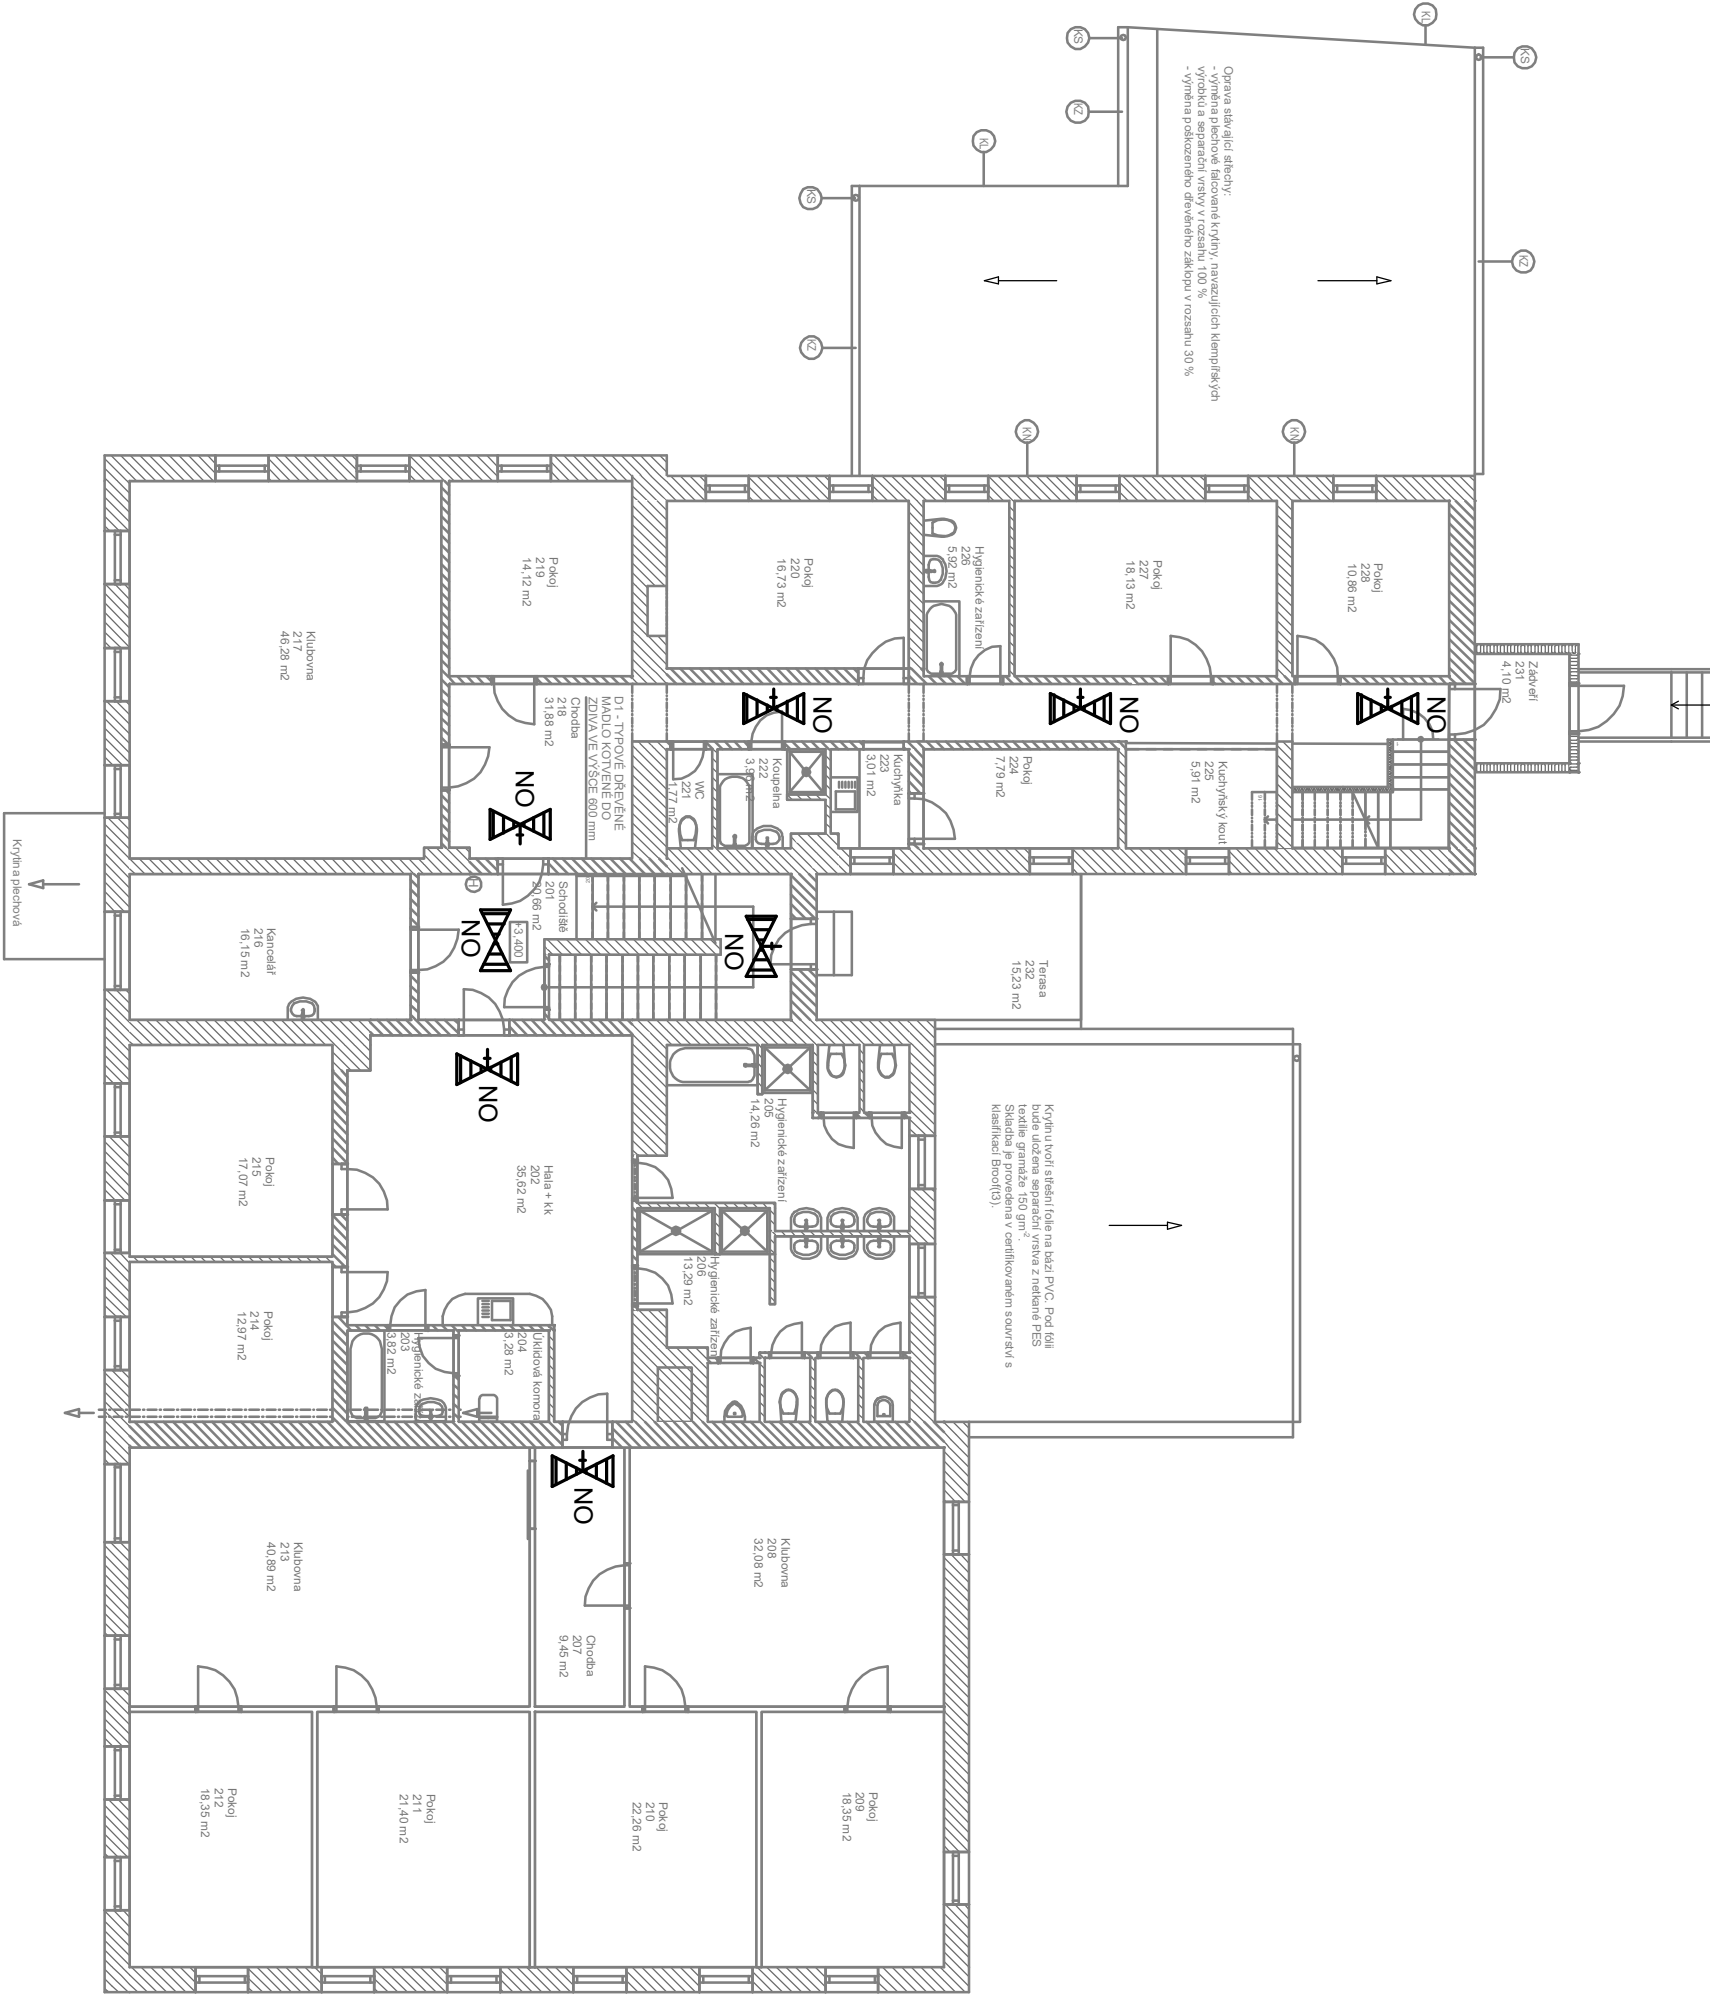 KL
KS
KS
KZ
KL
KS
KZ
KZ
KN
KN
Oprava stávající střechy:
- výměna plechové falcované krytiny, navazujících klempířských
výrobků a separační vrstvy v rozsahu 100 %
- výměna poškozeného dřevěného záklopu v rozsahu 30 %
Pokoj
228
10,86 m2
Pokoj
227
18,13 m2
Hygienické zařízení
226
5,92 m2
Pokoj
220
16,73 m2
Pokoj
219
14,12 m2
Klubovna
217
46,28 m2
Zádveří
231
4,10 m2
NO
NO
NO
D1 - TYPOVÉ DŘEVĚNÉ
MADLO KOTVENÉ DO
ZDIVA VE VÝŠCE 600 mm
Chodba
218
31,88 m2
NO
Kuchyňský kout
225
5,91 m2
Pokoj
224
7,79 m2
Kuchyňka
223
3,01 m2
Koupelna
222
WC
221
1,77 m2
Schodiště
201
20,66 m2
+3,400
H
NO
NO
Terasa
232
15,23 m2
Kancelář
216
16,15 m2
Krytina plechová
Krytinu tvoří střešní folie na bázi PVC. Pod fólii
bude uložena separační vrstva z netkané PES
textilie gramáže 150 gm-2.
Skladba je provedena v certifikovaném souvrství s
klasifikací Broof(t3).
Hygienické zařízení
205
14,26 m2
NO
Hala + kk
202
35,62 m2
Pokoj
215
17,07 m2
Hygienické zařízení
206
13,29 m2
Úklidová komora
204
3,28 m2
Hygienické za
203
3,82 m2
Pokoj
214
12,97 m2
NO
Klubovna
208
32,08 m2
Chodba
207
9,45 m2
Klubovna
213
40,89 m2
Pokoj
209
18,35 m2
Pokoj
210
22,26 m2
Pokoj
211
21,40 m2
Pokoj
212
18,35 m2